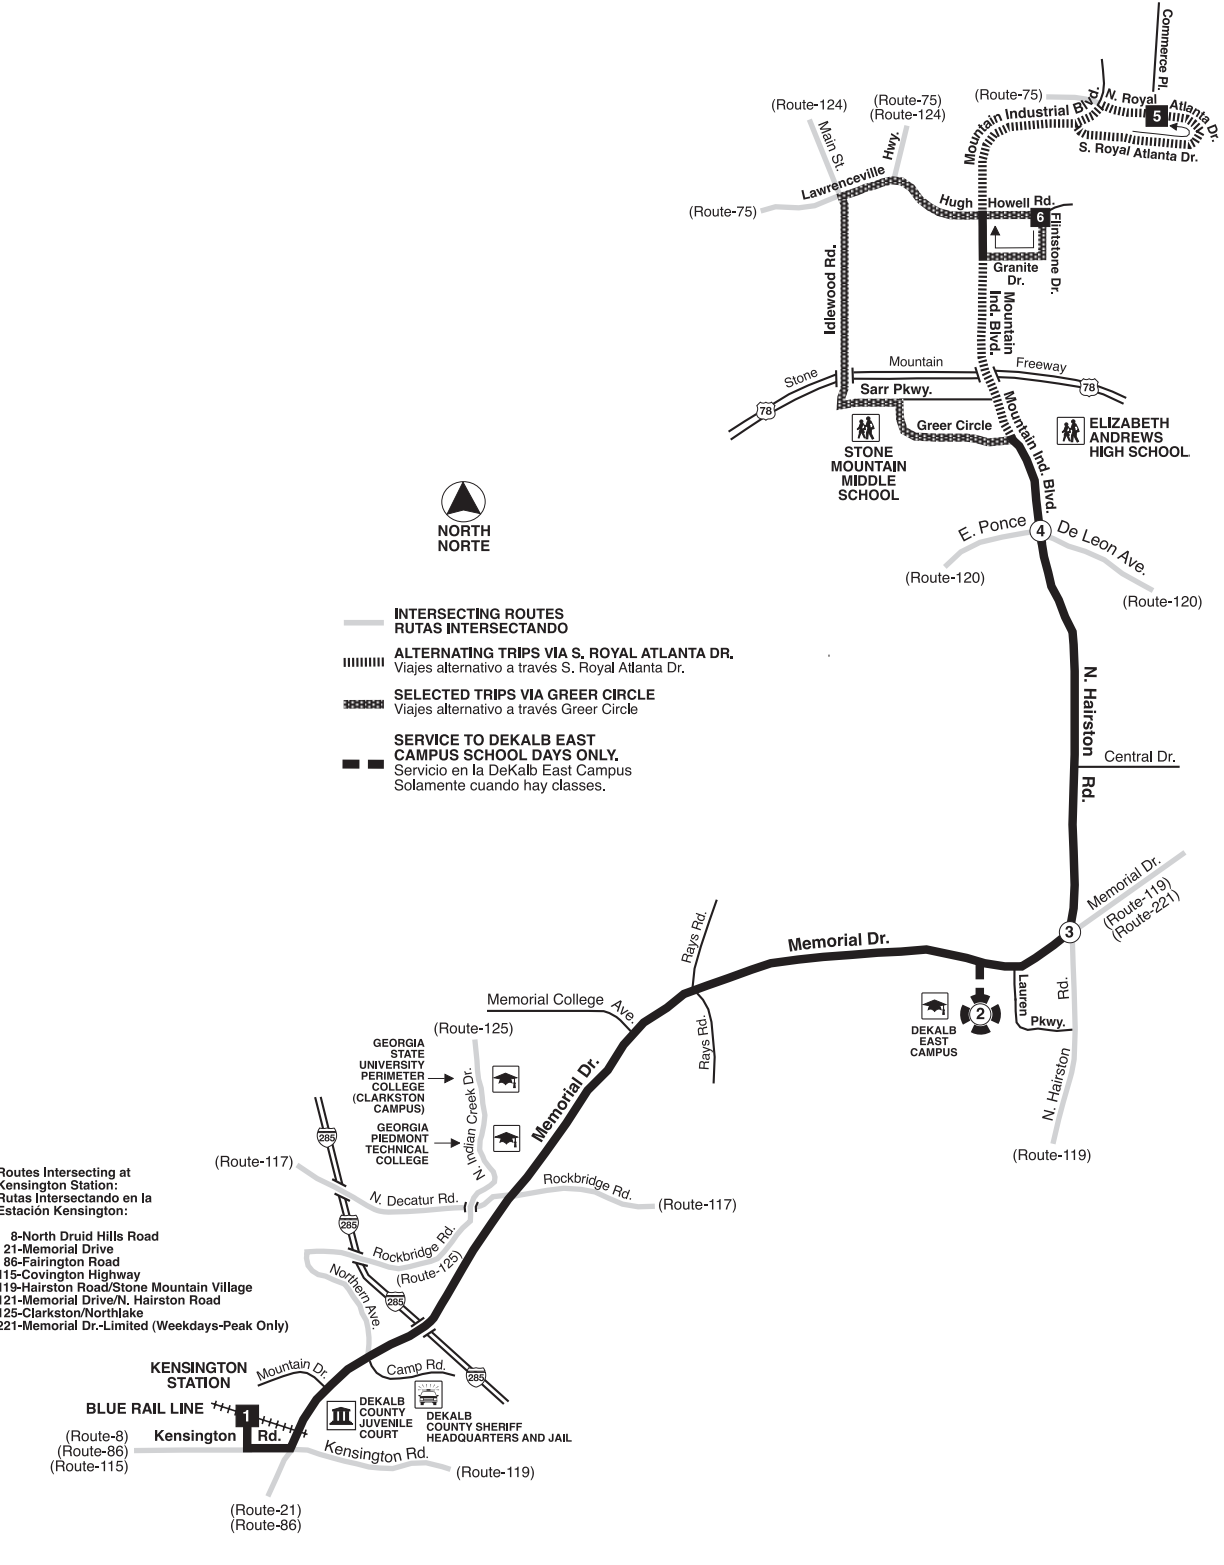 Commerce Pl.
(Route-75)
N. Royal
Atlanta Dr.
5
S. Royal Atlanta Dr.
Mountain Industrial Blvd.
(Route-124)
(Route-75)
(Route-124)
Main St.
Hwy.
Lawrenceville
(Route-75)
Hugh Howell Rd.
6
Flintstone Dr.
Granite
Dr.
Idlewood Rd.
Mountain
Ind. Blvd.
Stone
Mountain
Freeway
78
78
Sarr Pkwy.
Greer Circle
Mountain Ind. Blvd.
STONE
MOUNTAIN
MIDDLE
SCHOOL
ELIZABETH
ANDREWS
HIGH SCHOOL
NORTH
NORTE
E. Ponce
4
De Leon Ave.
(Route-120)
(Route-120)
INTERSECTING ROUTES
RUTAS INTERSECTANDO
ALTERNATING TRIPS VIA S. ROYAL ATLANTA DR.
Viajes alternativo a través S. Royal Atlanta Dr.
SELECTED TRIPS VIA GREER CIRCLE
Viajes alternativo a través Greer Circle
SERVICE TO DEKALB EAST
CAMPUS SCHOOL DAYS ONLY.
Servicio en la DeKalb East Campus
Solamente cuando hay classes.
N. Hairston Rd.
Central Dr.
Memorial Dr.
(Route-119)
(Route-221)
3
Memorial Dr.
Rays Rd.
Rays Rd.
Lauren
Pkwy.
2
DEKALB
EAST
CAMPUS
N. Hairston Rd.
(Route-119)
Memorial College Ave.
(Route-125)
GEORGIA
STATE
UNIVERSITY
PERIMETER
COLLEGE
(CLARKSTON
CAMPUS)
GEORGIA
PIEDMONT
TECHNICAL
COLLEGE
N. Indian Creek Dr.
Memorial Dr.
285
(Route-117)
N. Decatur Rd.
Rockbridge Rd.
(Route-117)
285
Rockbridge Rd.
(Route-125)
Northern Ave.
285
285
Routes Intersecting at
Kensington Station:
Rutas Intersectando en la
Estación Kensington:
8-North Druid Hills Road
21-Memorial Drive
86-Fairington Road
115-Covington Highway
119-Hairston Road/Stone Mountain Village
121-Memorial Drive/N. Hairston Road
125-Clarkston/Northlake
221-Memorial Dr.-Limited (Weekdays-Peak Only)
KENSINGTON
STATION
Mountain Dr.
Camp Rd.
BLUE RAIL LINE
1
DEKALB
COUNTY
JUVENILE
COURT
DEKALB
COUNTY SHERIFF
HEADQUARTERS AND JAIL
Kensington Rd.
(Route-8)
(Route-86)
(Route-115)
Kensington Rd.
(Route-119)
(Route-21)
(Route-86)